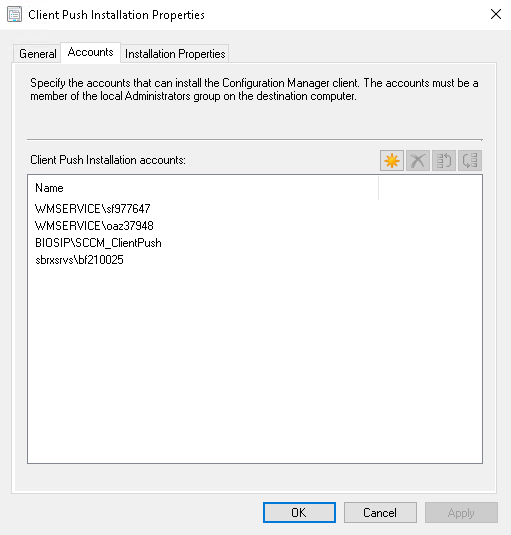 Client Push Installation Properties
General
Accounts
Installation Properties
Specify the accounts that can install the Configuration Manager client. The accounts must be a
member of the local Administrators group on the destination computer.
Client Push Installation accounts:
Name
WMSERVICE\sf977647
WMSERVICE\oaz37948
BIOSIP\SCCM_ClientPush
sbrxsrvs\bf210025
OK
Cancel
Apply